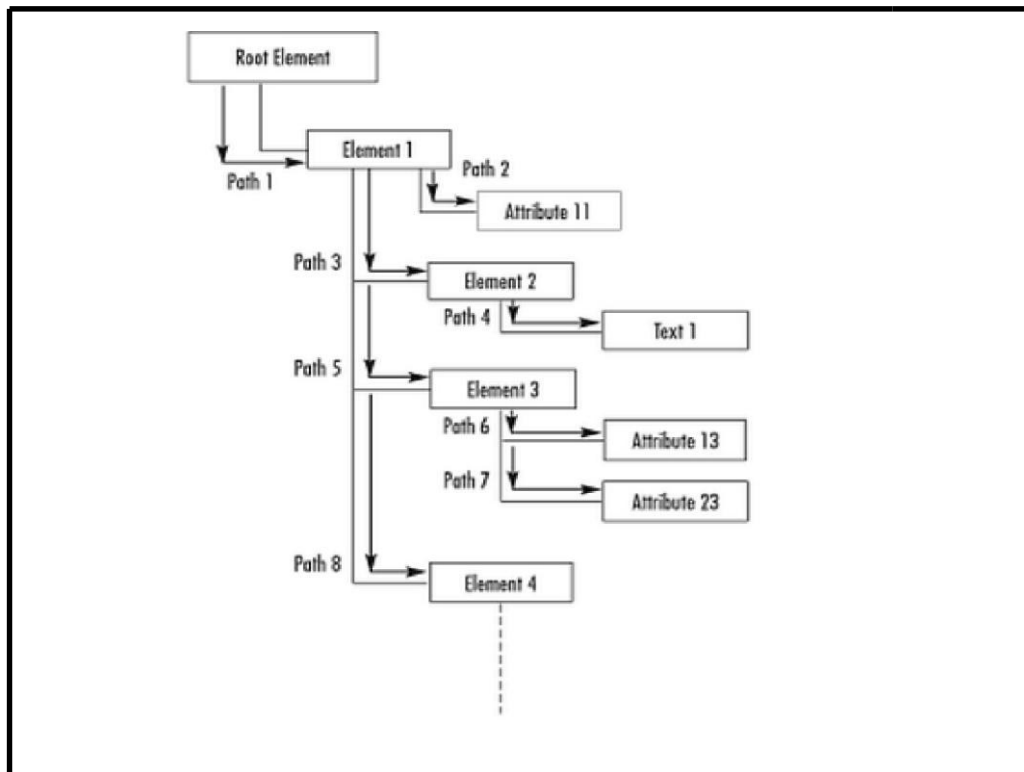 Root Element
Element 1
Path 1
Path 2
Attribute 11
Path 3
Element 2
Path 4
Text 1
Path 5
Element 3
Path 6
Attribute 13
Path 7
Attribute 23
Path 8
Element 4